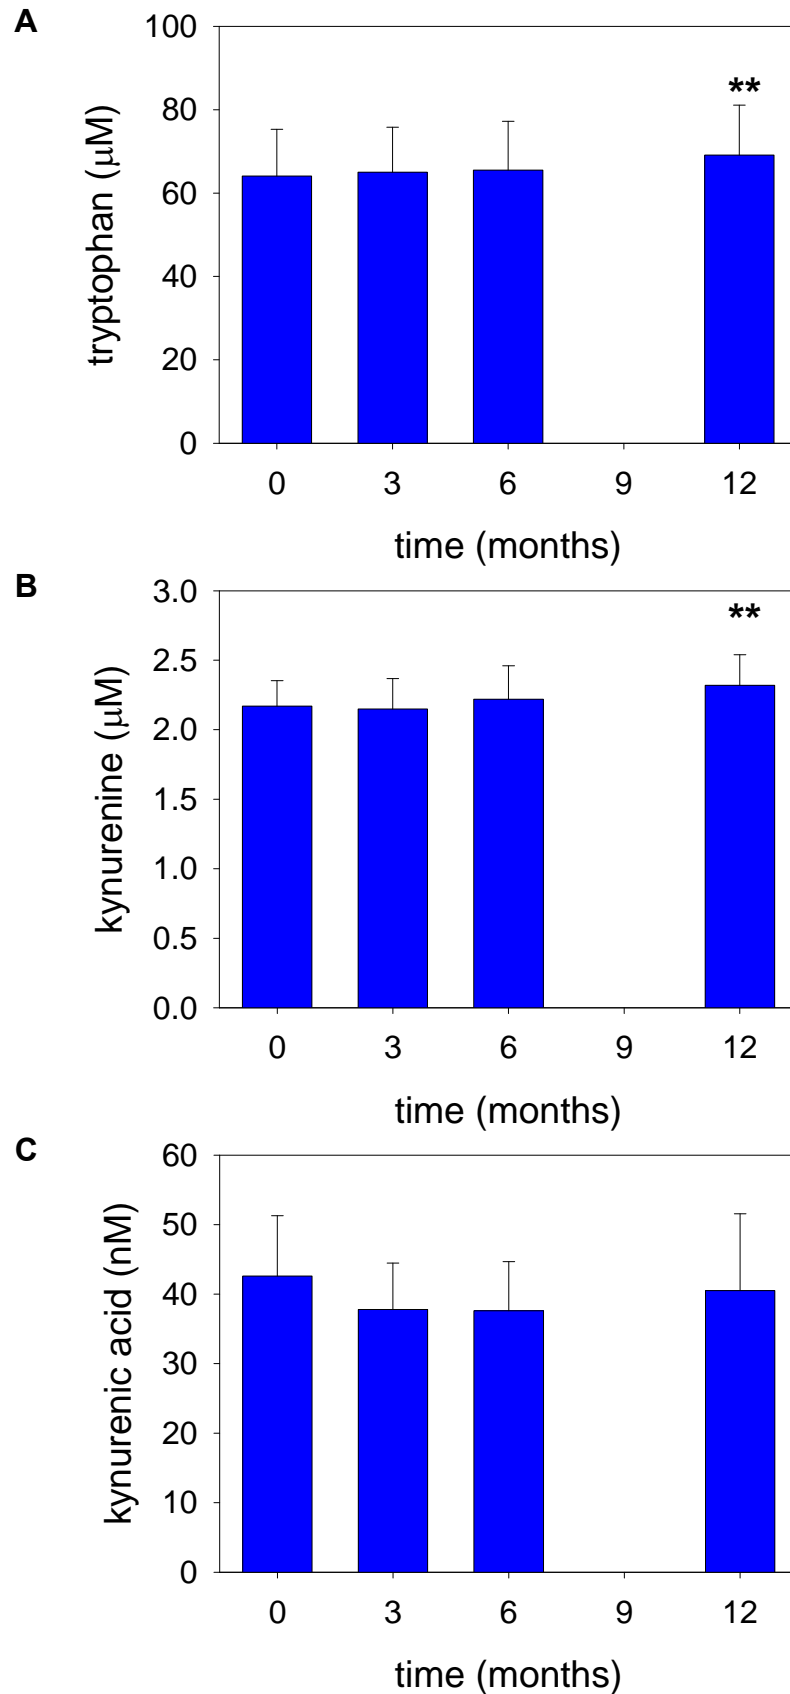 A
tryptophan (μM)
100
80
60
40
20
0
**
0 3 6 9 12
time (months)
B
kynurenine (μM)
3.0
2.5
2.0
1.5
1.0
0.5
0.0
**
0 3 6 9 12
time (months)
C
kynurenic acid (nM)
60
50
40
30
20
10
0
0 3 6 9 12
time (months)